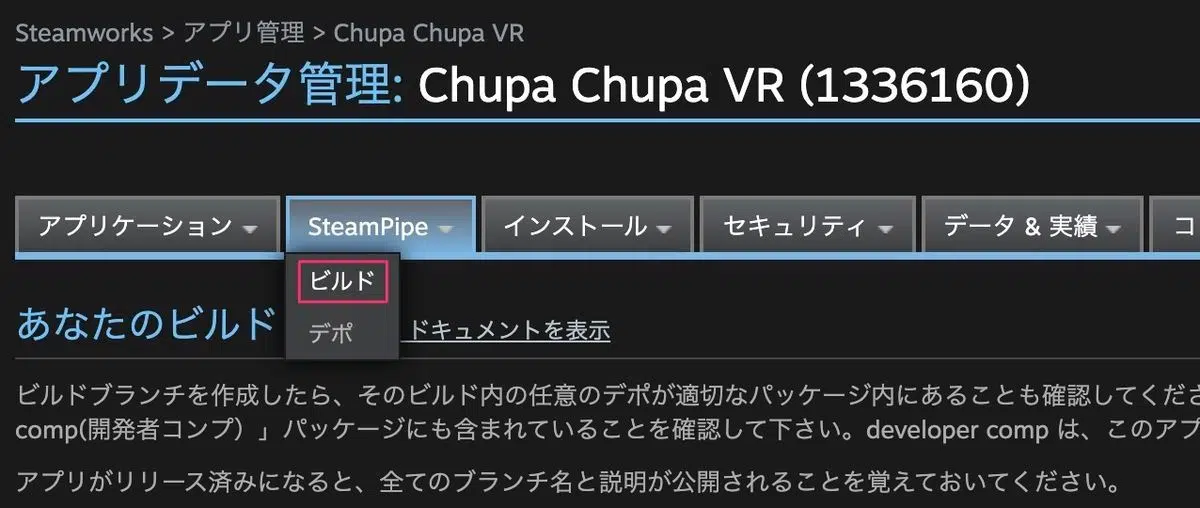 Steamworks > アプリ管理 > Chupa Chupa VR
アプリデータ管理: Chupa Chupa VR (1336160)
アプリケーション SteamPipe インストール セキュリティ データ & 実績 コ
ビルド
デポ
あなたのビルド ドキュメントを表示
ビルドブランチを作成したら、そのビルド内の任意のデポが適切なパッケージ内にあることも確認してくださ
comp(開発者コンプ）」パッケージにも含まれていることを確認して下さい。developer comp は、このアプ
アプリがリリース済みになると、全てのブランチ名と説明が公開されることを覚えておいてください。